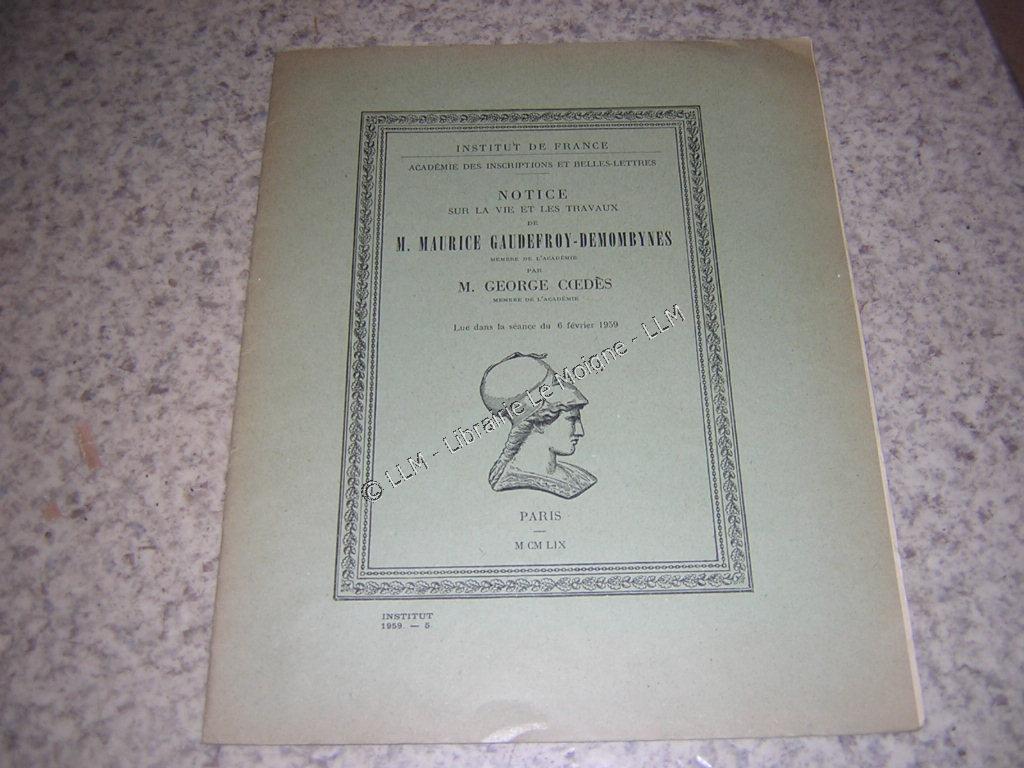 INSTITUT DE FRANCE
ACADÉMIE DES INSCRIPTIONS ET BELLES-LETTRES
NOTICE
SUR LA VIE ET LES TRAVAUX
DE
M. MAURICE GAUDEFROY-DEMOMBYNES
MEMBRE DE L'ACADÉMIE
PAR
M. GEORGE CŒDÈS
MEMBRE DE L'ACADÉMIE
Lue dans la séance du 6 février 1959
© LLM - Librairie Le Moigne - LLM
PARIS
M CM LIX
INSTITUT
1959. — 5